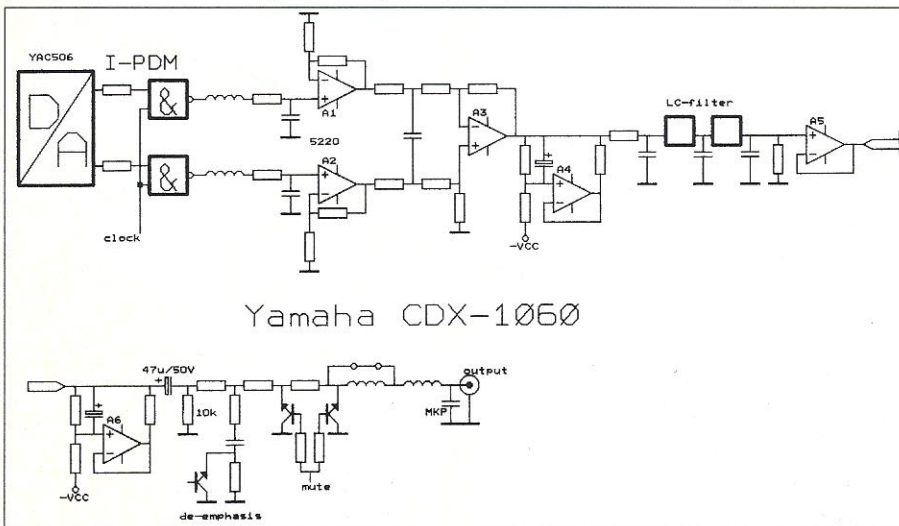 YAC506
I-PDM
D
A
&
&
clock
+
-
A1
5220
A2
+
-
-
+
A3
+
+
-
A4
-VCC
LC-filter
+
-
A5
Yamaha CDX-1060
47u/50V
+
+
+
-
A6
-VCC
10k
de-emphasis
mute
MKP
output